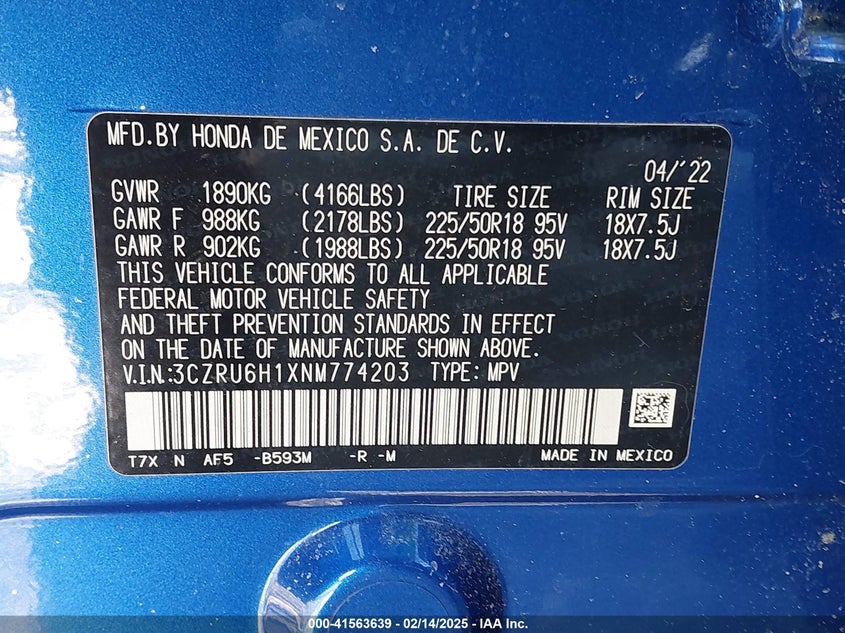 MFD.BY HONDA DE MEXICO S.A. DE C.V.
04/'22
GVWR 1890KG (4166LBS) TIRE SIZE RIM SIZE
GAWR F 988KG (2178LBS) 225/50R18 95V 18X7.5J
GAWR R 902KG (1988LBS) 225/50R18 95V 18X7.5J
THIS VEHICLE CONFORMS TO ALL APPLICABLE
FEDERAL MOTOR VEHICLE SAFETY
AND THEFT PREVENTION STANDARDS IN EFFECT
ON THE DATE OF MANUFACTURE SHOWN ABOVE.
V.I.N.:3CZRU6H1XNM774203 TYPE: MPV
T7X N AF5 -B593M -R -M MADE IN MEXICO
000-41563639 - 02/14/2025 - IAA Inc.